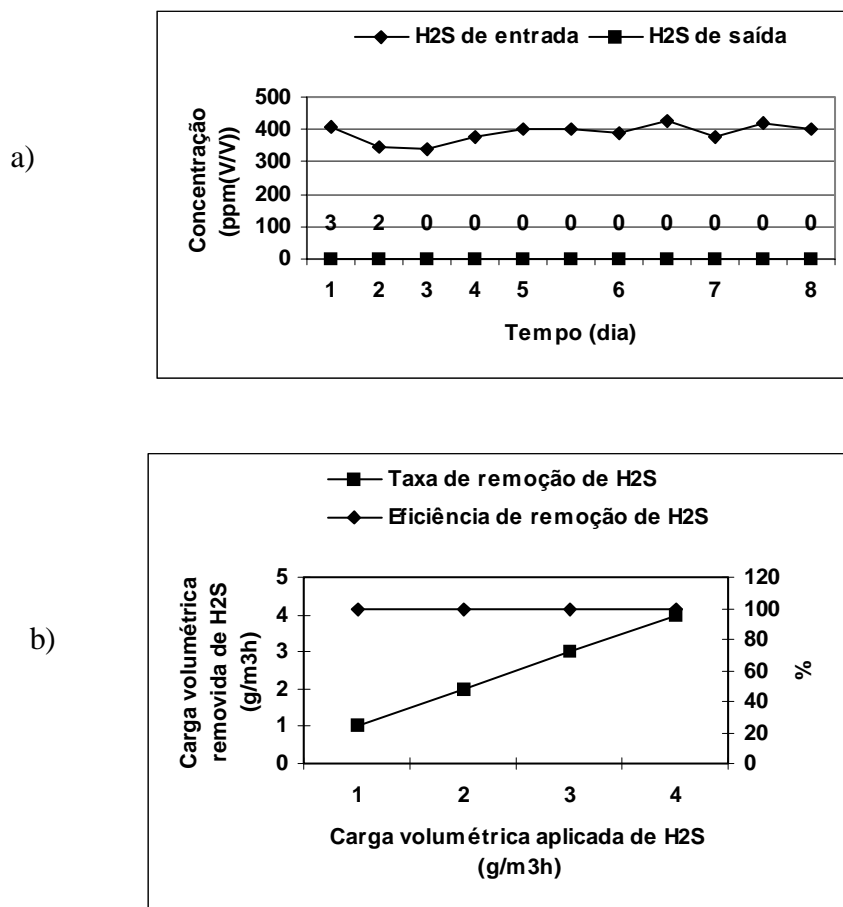 a)
H2S de entrada H2S de saída
Concentração
(ppm(V/V))
500
400
300
200
100
0
3 2 0 0 0 0 0 0 0 0 0
1 2 3 4 5 6 7 8
Tempo (dia)
b)
Taxa de remoção de H2S
Eficiência de remoção de H2S
Carga volumétrica
removida de H2S
(g/m3h)
5
4
3
2
1
0
120
100
80
60
40
20
0
%
1 2 3 4
Carga volumétrica aplicada de H2S
(g/m3h)